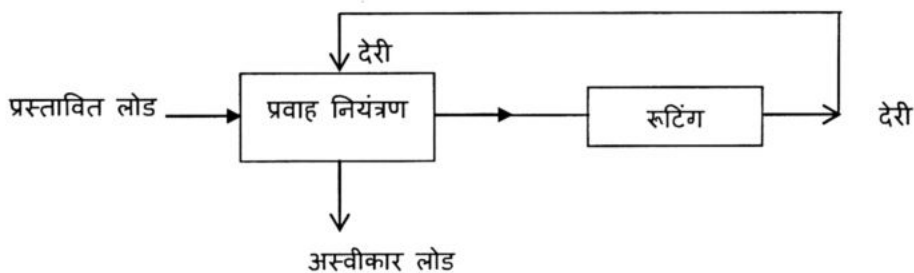 देरी
प्रस्तावित लोड
प्रवाह नियंत्रण
रूटिंग
देरी
अस्वीकार लोड